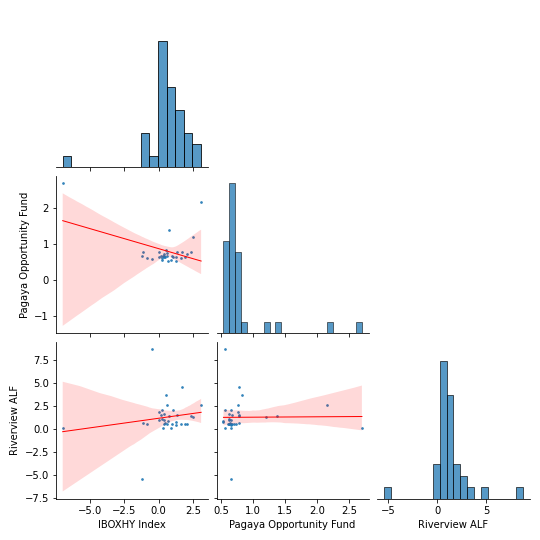 Pagaya Opportunity Fund
2
1
0
−1
Riverview ALF
7.5
5.0
2.5
0.0
−2.5
−5.0
−7.5
−5.0 −2.5 0.0 2.5
IBOXHY Index
0.5 1.0 1.5 2.0 2.5
Pagaya Opportunity Fund
−5 0 5
Riverview ALF